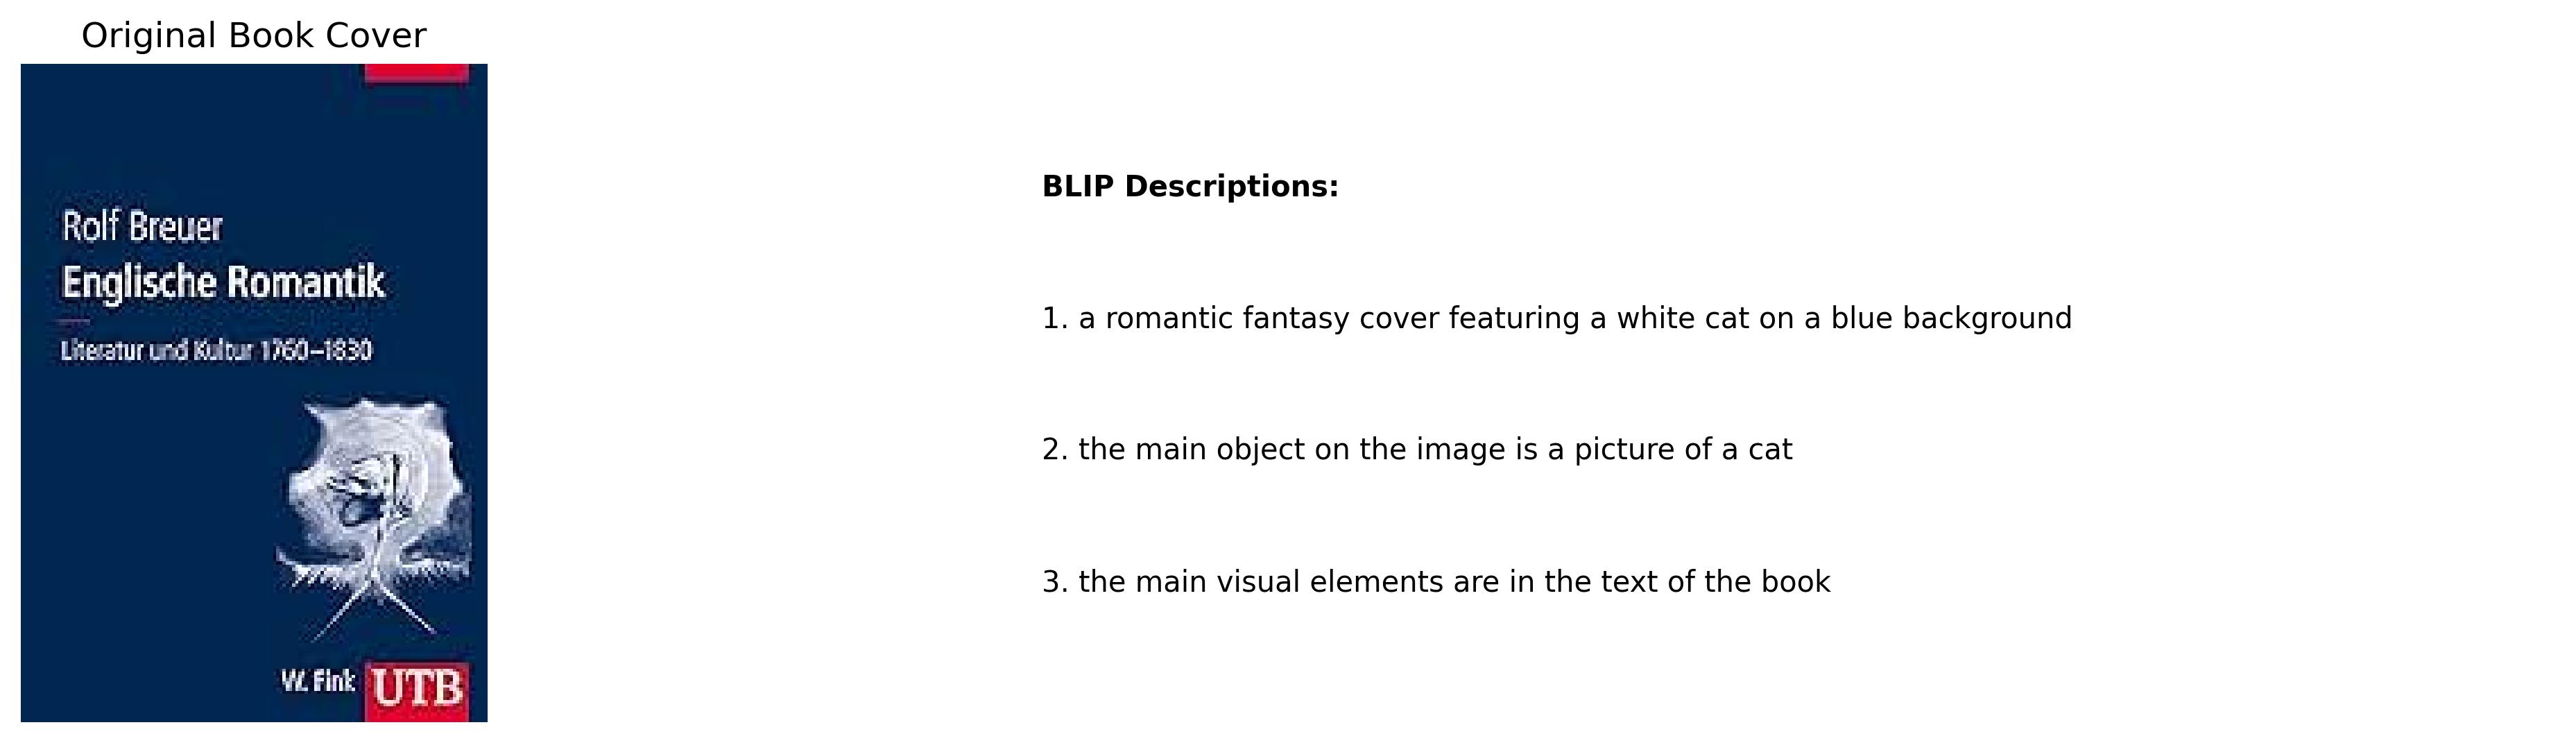 Original Book Cover
Rolf Breuer
Englische Romantik
Literatur und Kultur 1760–1830
W. Fink UTB
BLIP Descriptions:
1. a romantic fantasy cover featuring a white cat on a blue background
2. the main object on the image is a picture of a cat
3. the main visual elements are in the text of the book